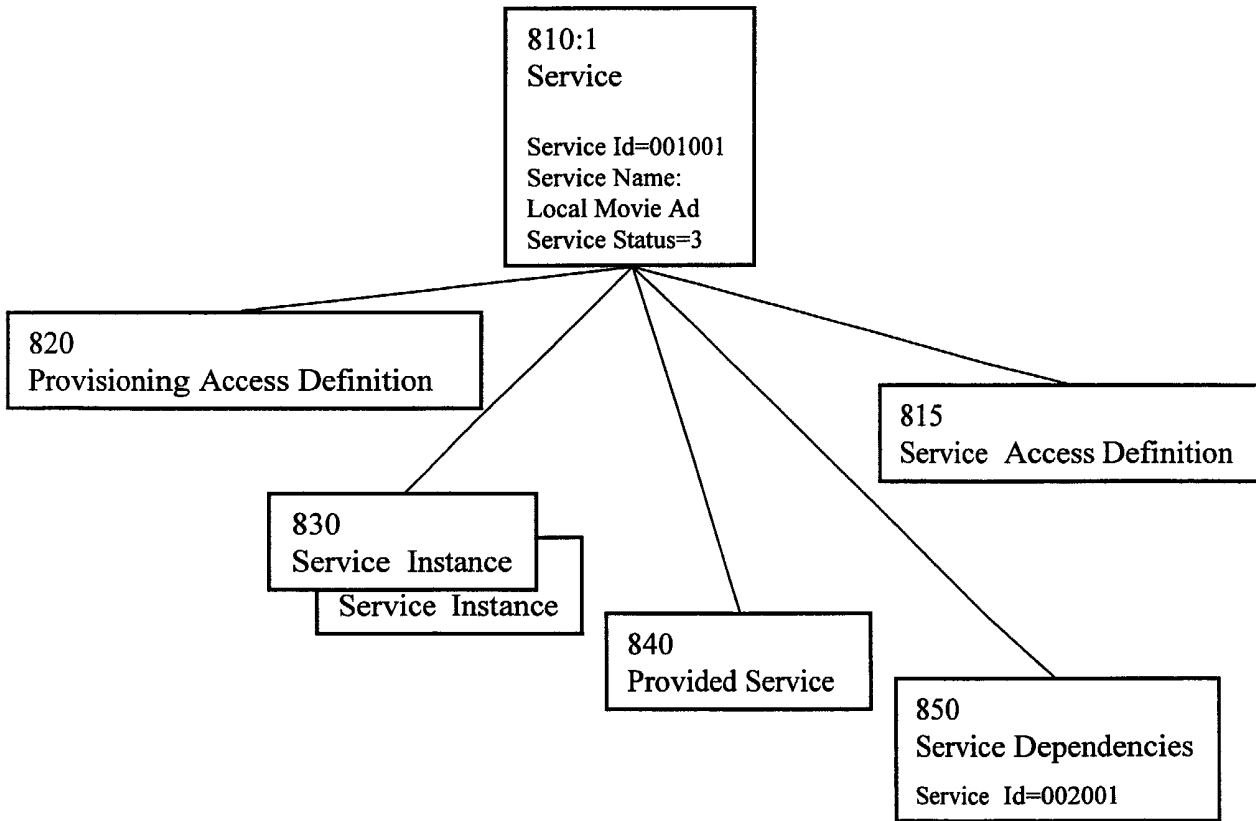 810:1
Service
Service Id=001001
Service Name:
Local Movie Ad
Service Status=3
820
Provisioning Access Definition
815
Service Access Definition
830
Service Instance
Service Instance
840
Provided Service
850
Service Dependencies
Service Id=002001